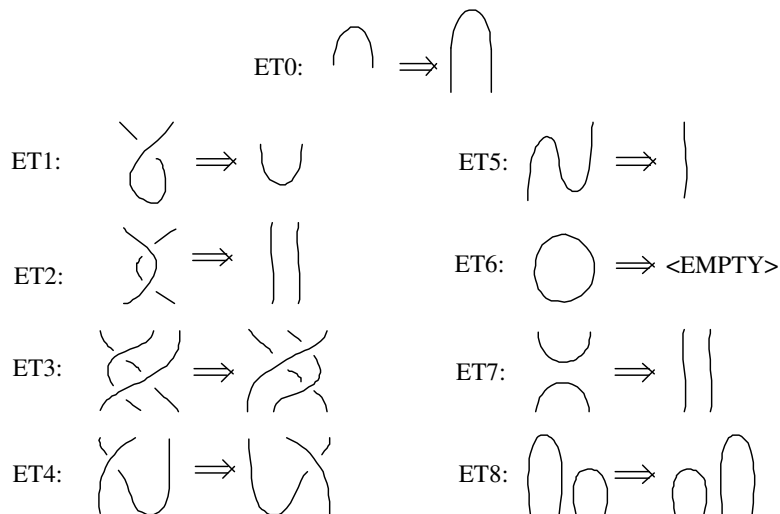 ET0:
ET1:
ET5:
ET2:
ET6:
<EMPTY>
ET3:
ET7:
ET4:
ET8: